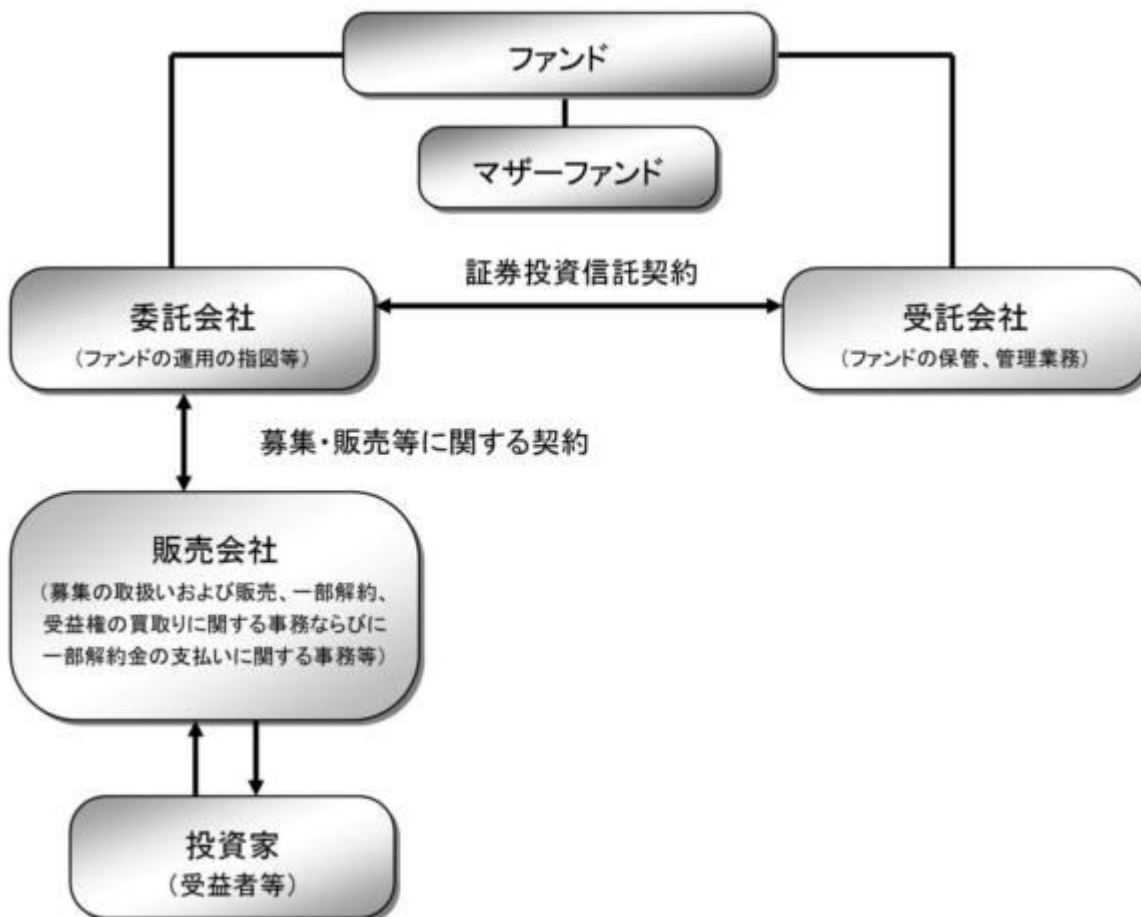 ファンド
マザーファンド
証券投資信託契約
委託会社
（ファンドの運用の指図等）
受託会社
（ファンドの保管、管理業務）
募集・販売等に関する契約
販売会社
（募集の取扱いおよび販売、一部解約、
受益権の買取りに関する事務ならびに
一部解約金の支払いに関する事務等）
投資家
（受益者等）